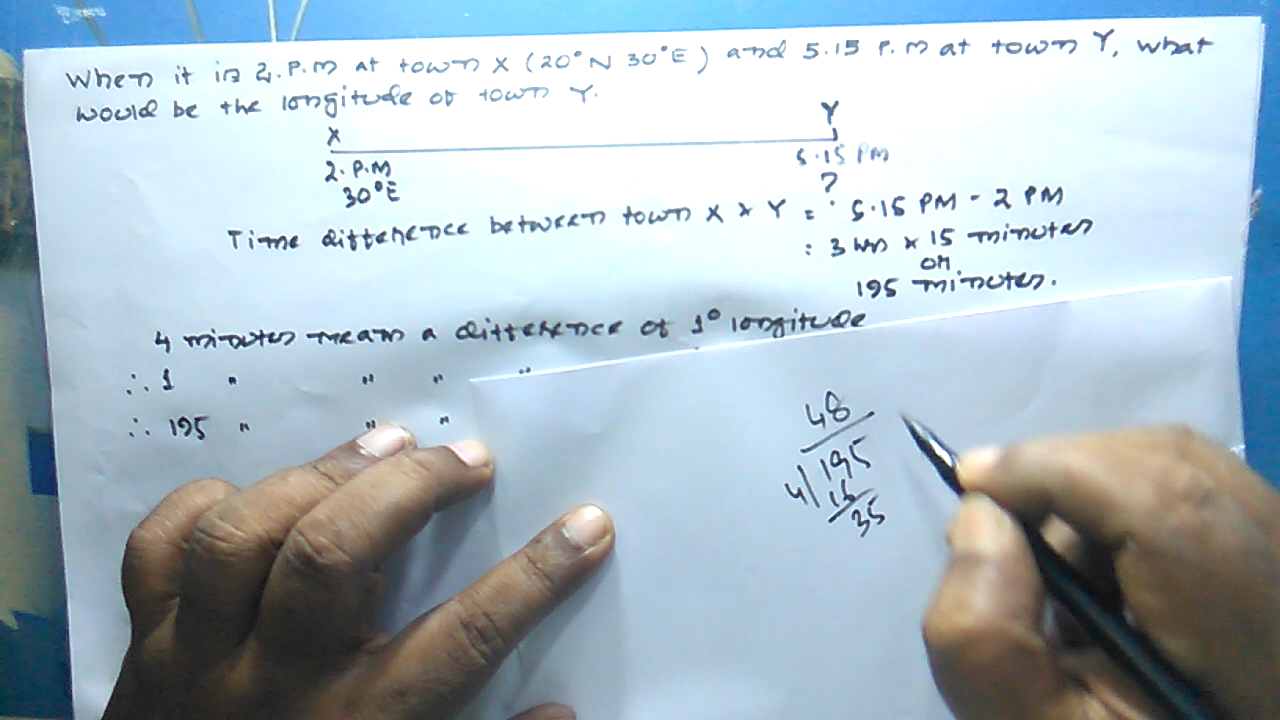 When it is 2. P.M at town X (20°N 30°E) and 5.15 P.M at town Y, what
would be the longitude of town Y.
X Y
2. P.M 5.15 PM
30°E ?
Time difference between town X & Y = 5.15 PM - 2 PM
= 3 hrs & 15 minutes
or
195 minutes.
4 minutes mean a difference of 1° longitude
∴ 1 " " " "
∴ 195 " " "
48
4 195
16
35